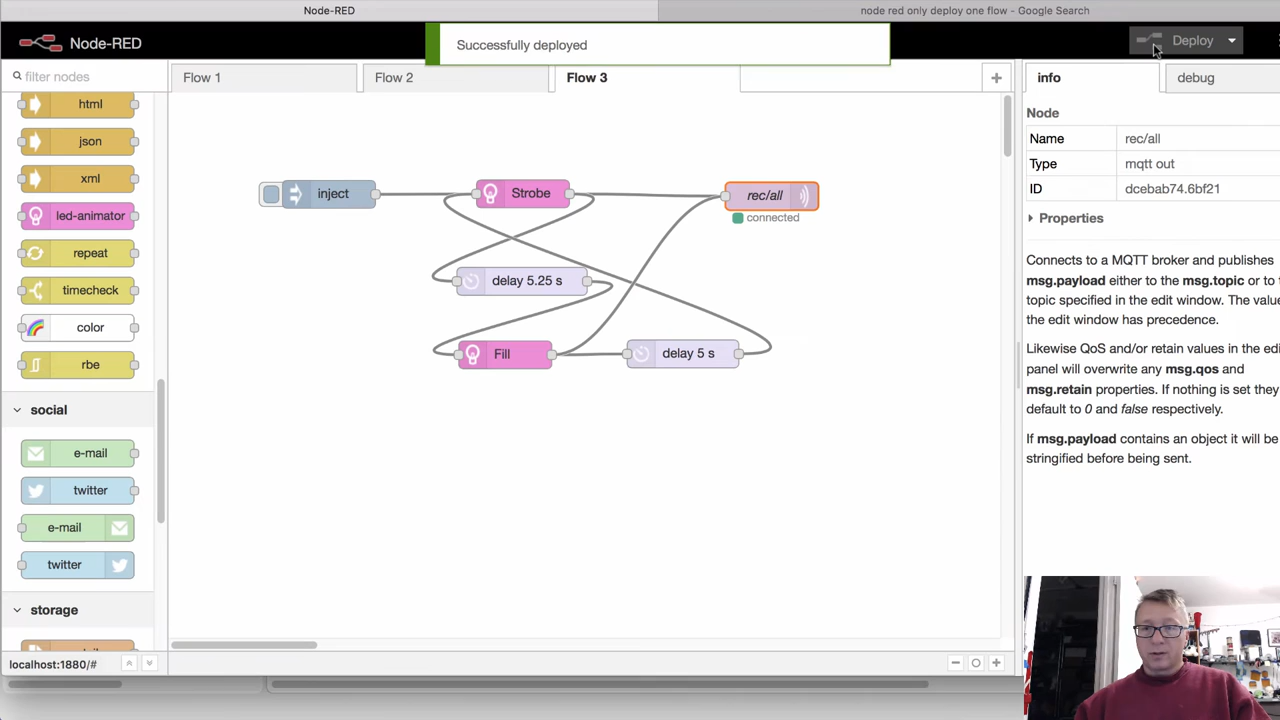 Node-RED
node red only deploy one flow - Google Search
Node-RED
Successfully deployed
Deploy
filter nodes
Flow 1
Flow 2
Flow 3
info
debug
html
json
xml
led-animator
repeat
timecheck
color
rbe
social
e-mail
twitter
e-mail
twitter
storage
localhost:1880/#
inject
Strobe
rec/all
connected
delay 5.25 s
Fill
delay 5 s
Node
Name rec/all
Type mqtt out
ID dcebab74.6bf21
Properties
Connects to a MQTT broker and publishes
msg.payload either to the msg.topic or to
topic specified in the edit window. The value
the edit window has precedence.
Likewise QoS and/or retain values in the edi
panel will overwrite any msg.qos and
msg.retain properties. If nothing is set they
default to 0 and false respectively.
If msg.payload contains an object it will be
stringified before being sent.